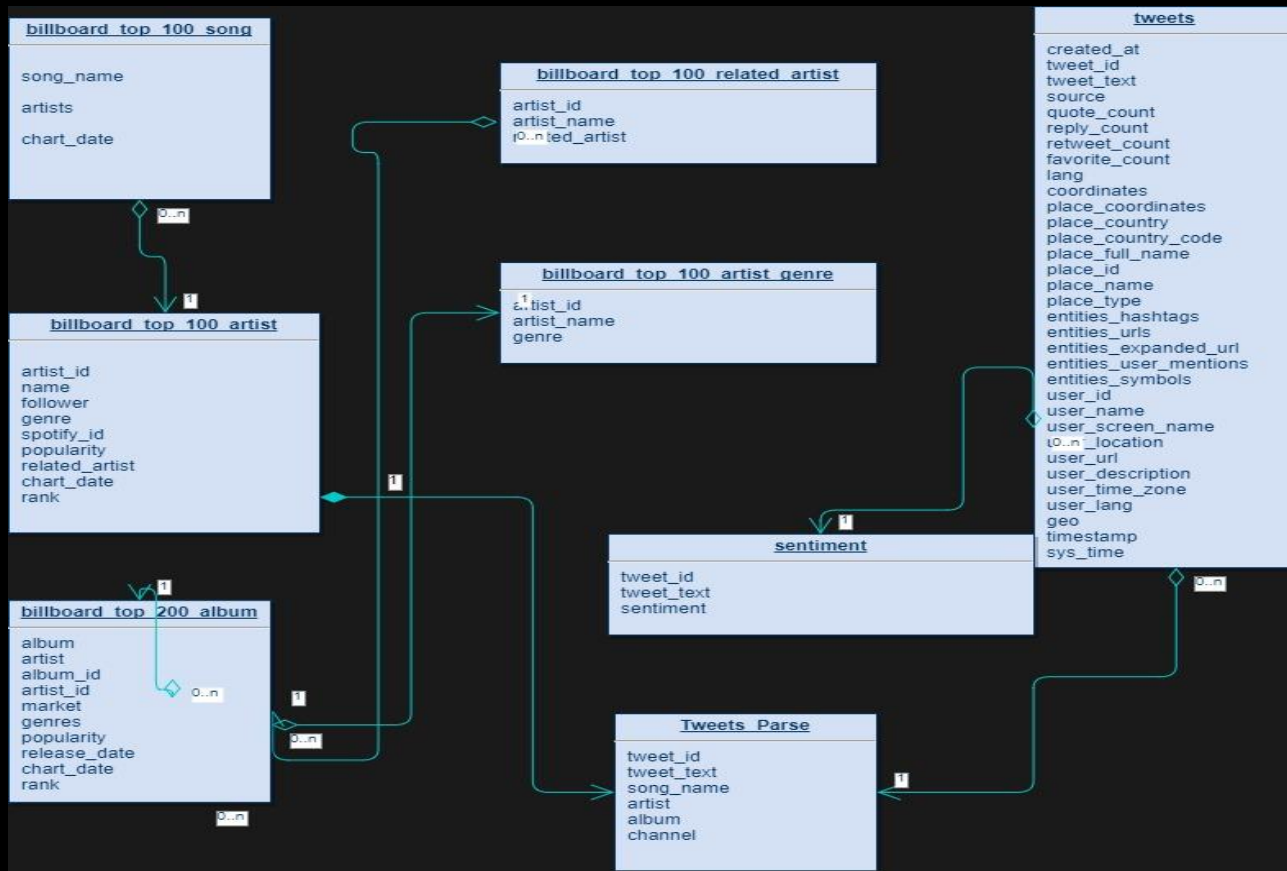 billboard_top_100_song
song_name
artists
chart_date
0..n
1
billboard_top_100_artist
artist_id
name
follower
genre
spotify_id
popularity
related_artist
chart_date
rank
1
1
billboard_top_200_album
album
artist
album_id
artist_id
market
genres
popularity
release_date
chart_date
rank
0..n
1
0..n
0..n
billboard_top_100_related_artist
artist_id
artist_name
0..n
billboard_top_100_artist_genre
1
artist_name
genre
tweets
created_at
tweet_id
tweet_text
source
quote_count
reply_count
retweet_count
favorite_count
lang
coordinates
place_coordinates
place_country
place_country_code
place_full_name
place_id
place_name
place_type
entities_hashtags
entities_urls
entities_expanded_url
entities_user_mentions
entities_symbols
user_id
user_name
user_screen_name
0..n
user_url
user_description
user_time_zone
user_lang
geo
timestamp
sys_time
0..n
1
sentiment
tweet_id
tweet_text
sentiment
Tweets_Parse
tweet_id
tweet_text
song_name
artist
album
channel
1